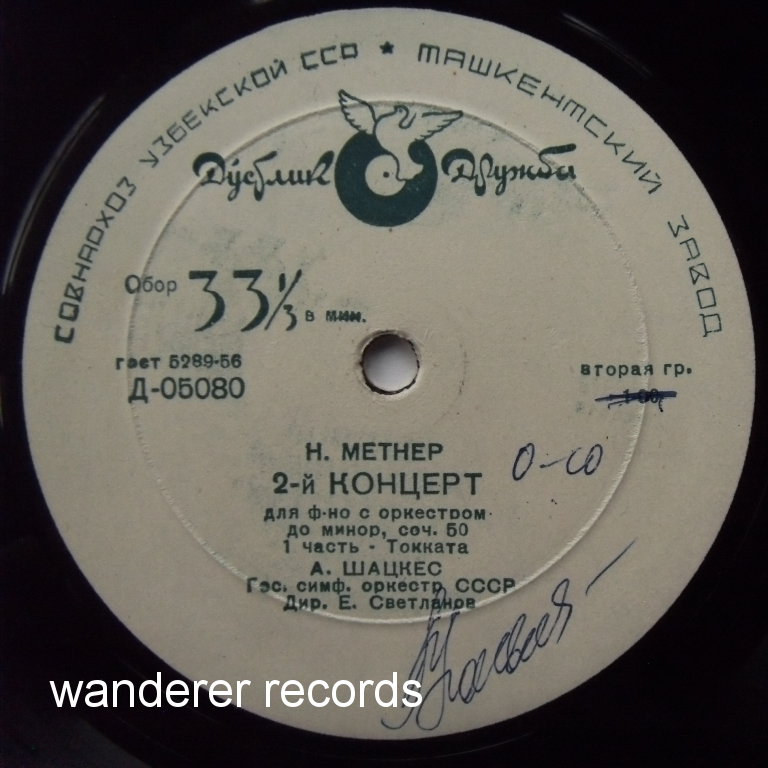 СОВНАРХОЗ УЗБЕКСКОЙ ССР ★ ТАШКЕНТСКИЙ ЗАВОД
Дўстлик Дружба
Обор 33⅓ в мин.
гост 5289-56
Д-05080
вторая гр.
1-00
Н. МЕТНЕР
2-й КОНЦЕРТ
0-60
для ф-но с оркестром
до минор, соч. 50
1 часть - Токката
А. ШАЦКЕС
Гос. симф. оркестр СССР
Дир. Е. Светланов
wanderer records